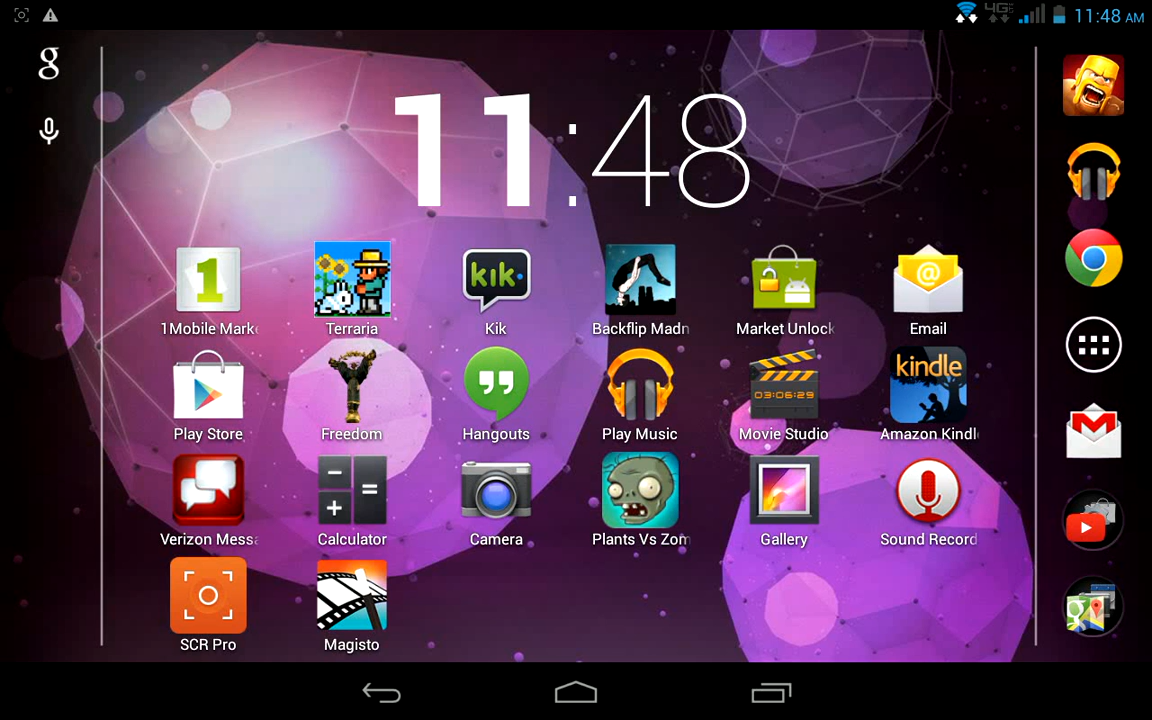 4G
11:48 AM
g
11:48
1
kik·
1Mobile Mark
Terraria
Kik
Backflip Madn
Market Unlock
Email
kindle
03:06:29
Play Store
Freedom
Hangouts
Play Music
Movie Studio
Amazon Kindl
Verizon Messa
Calculator
Camera
Plants Vs Zom
Gallery
Sound Record
SCR Pro
Magisto